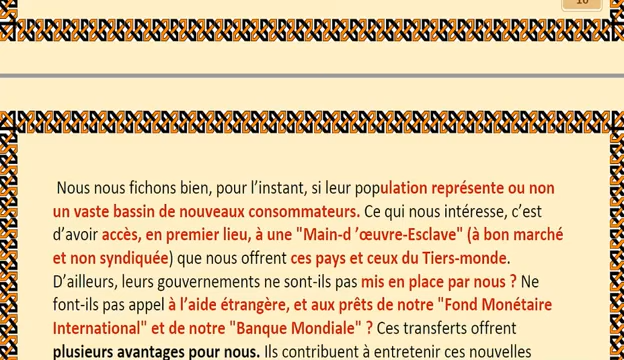 16
Nous nous fichons bien, pour l'instant, si leur population représente ou non
un vaste bassin de nouveaux consommateurs. Ce qui nous intéresse, c'est
d'avoir accès, en premier lieu, à une "Main-d 'œuvre-Esclave" (à bon marché
et non syndiquée) que nous offrent ces pays et ceux du Tiers-monde.
D'ailleurs, leurs gouvernements ne sont-ils pas mis en place par nous ? Ne
font-ils pas appel à l'aide étrangère, et aux prêts de notre "Fond Monétaire
International" et de notre "Banque Mondiale" ? Ces transferts offrent
plusieurs avantages pour nous. Ils contribuent à entretenir ces nouvelles